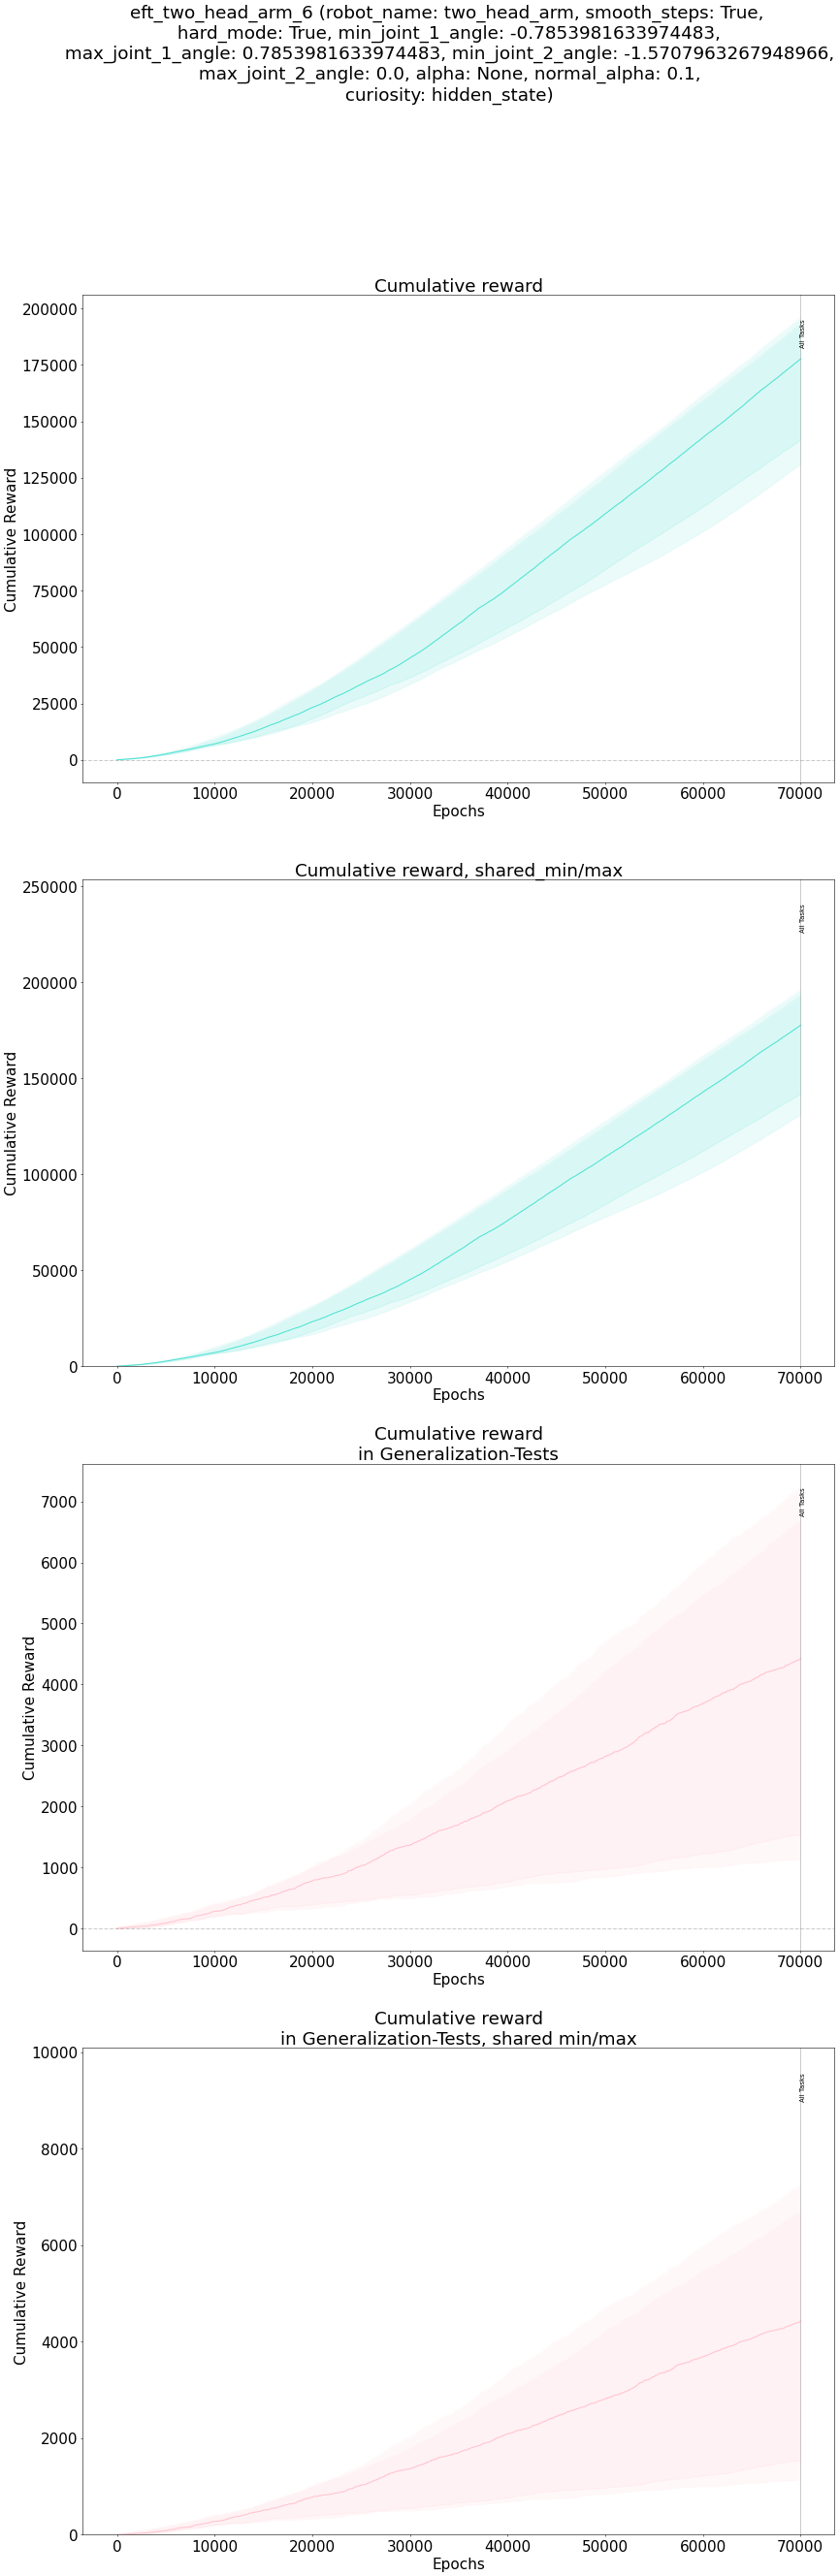 eft_two_head_arm_6 (robot_name: two_head_arm, smooth_steps: True,
hard_mode: True, min_joint_1_angle: -0.7853981633974483,
max_joint_1_angle: 0.7853981633974483, min_joint_2_angle: -1.5707963267948966,
max_joint_2_angle: 0.0, alpha: None, normal_alpha: 0.1,
curiosity: hidden_state)
Cumulative reward
200000
175000
150000
125000
100000
75000
50000
25000
0
Cumulative Reward
All Tasks
0 10000 20000 30000 40000 50000 60000 70000
Epochs
Cumulative reward, shared_min/max
250000
200000
150000
100000
50000
0
Cumulative Reward
All Tasks
0 10000 20000 30000 40000 50000 60000 70000
Epochs
Cumulative reward
in Generalization-Tests
7000
6000
5000
4000
3000
2000
1000
0
Cumulative Reward
All Tasks
0 10000 20000 30000 40000 50000 60000 70000
Epochs
Cumulative reward
in Generalization-Tests, shared min/max
10000
8000
6000
4000
2000
0
Cumulative Reward
All Tasks
0 10000 20000 30000 40000 50000 60000 70000
Epochs